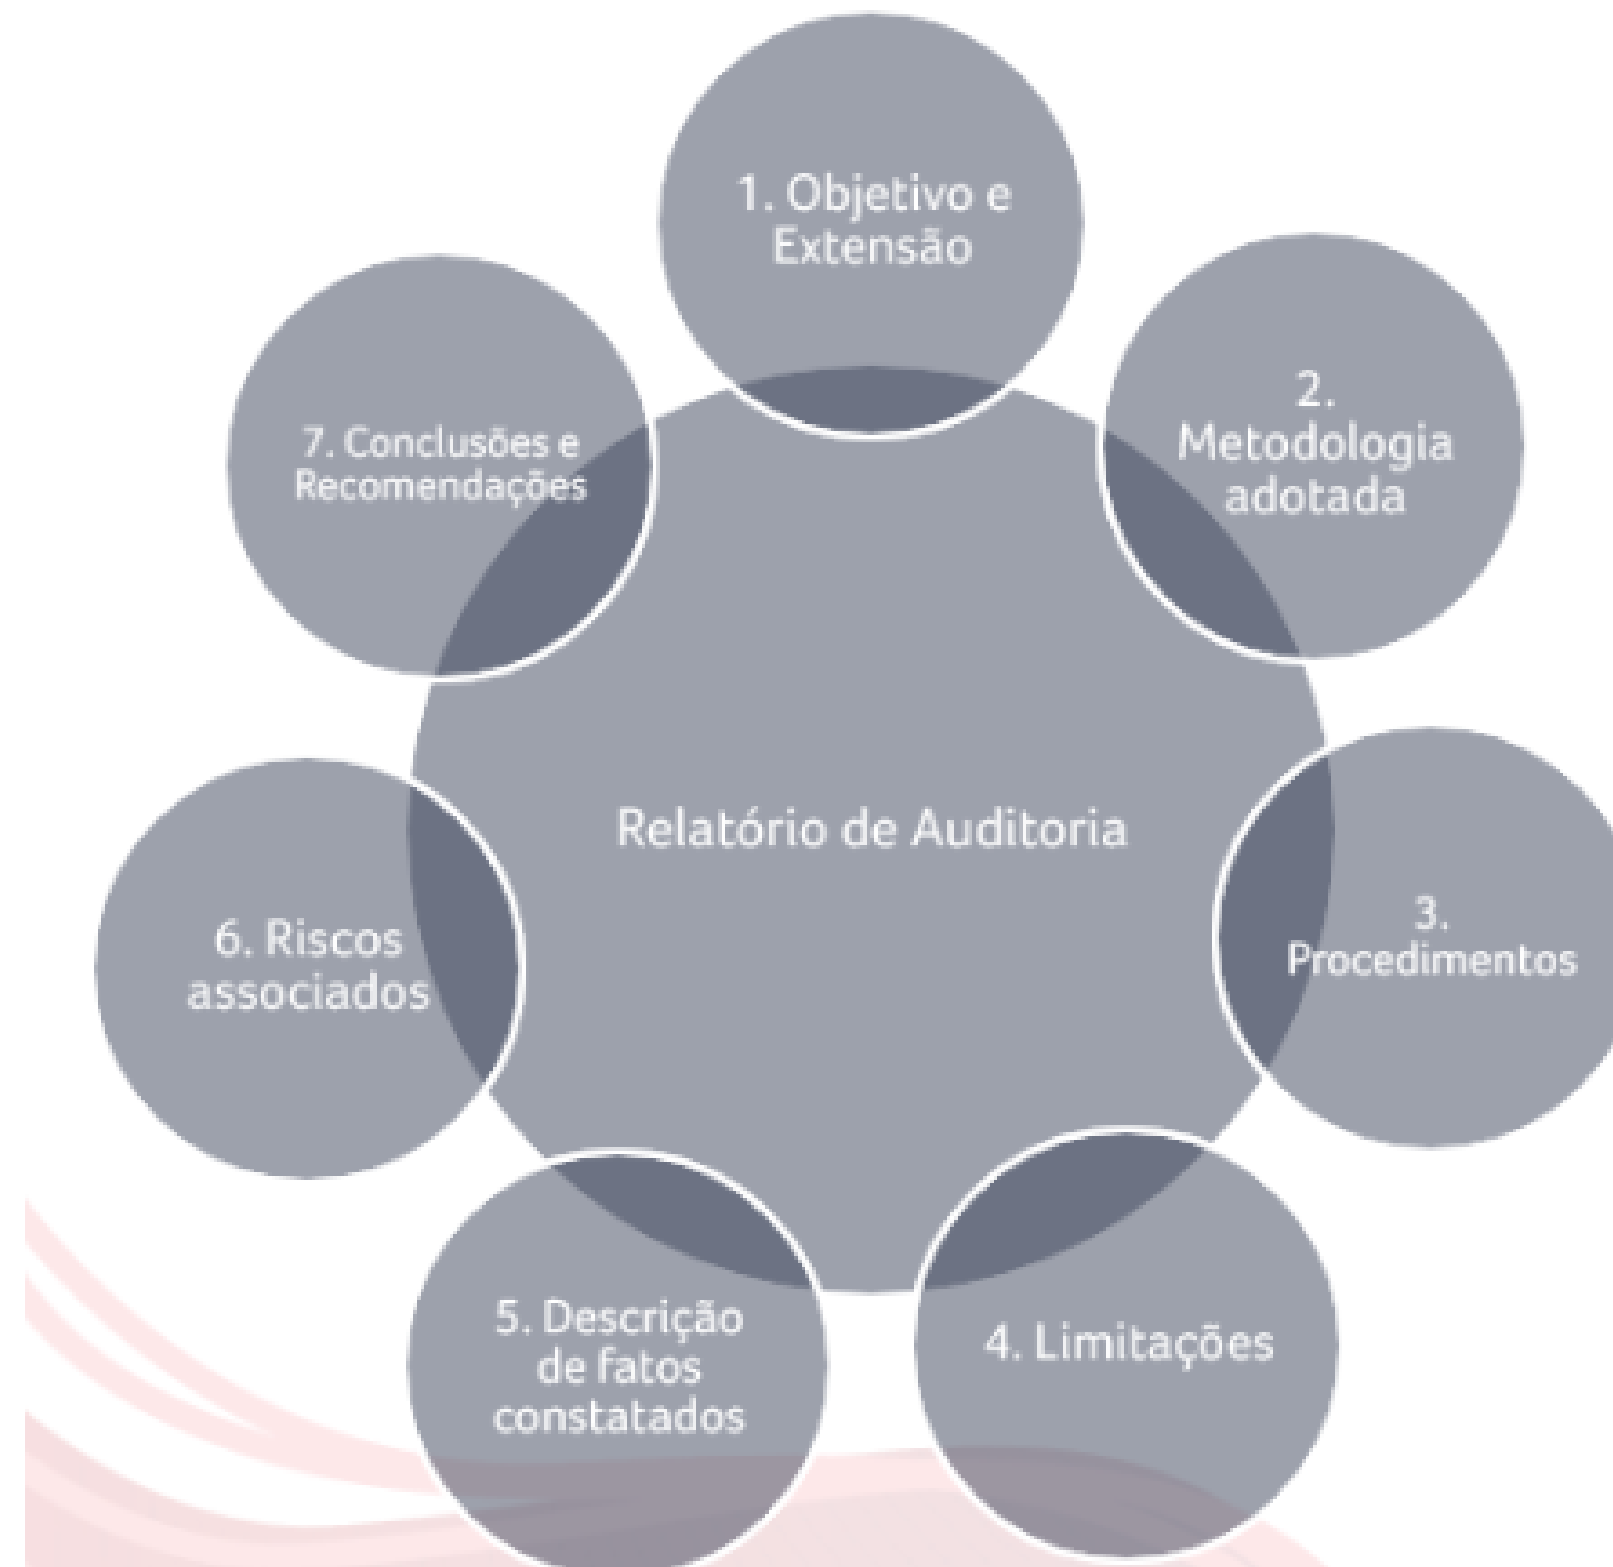 1. Objetivo e
Extensão
2.
Metodologia
adotada
3.
Procedimentos
4. Limitações
5. Descrição
de fatos
constatados
6. Riscos
associados
7. Conclusões e
Recomendações
Relatório de Auditoria